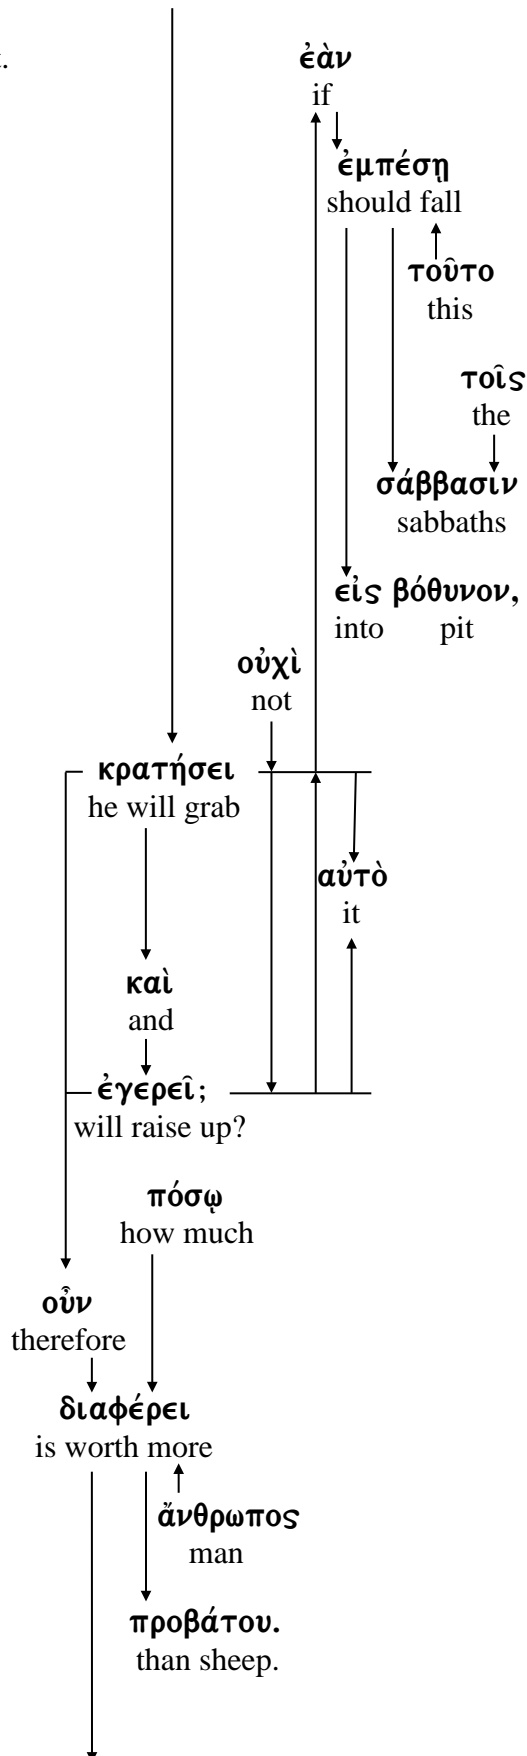 ἐὰν
if
ἐμπέσῃ
should fall
τοῦτο
this
τοῖς
the
σάββασιν
sabbaths
εἰς βόθυνον,
into pit
οὐχὶ
not
κρατήσει
he will grab
αὐτὸ
it
καὶ
and
ἐγερεῖ;
will raise up?
πόσῳ
how much
οὖν
therefore
διαφέρει
is worth more
ἄνθρωπος
man
προβάτου.
than sheep.